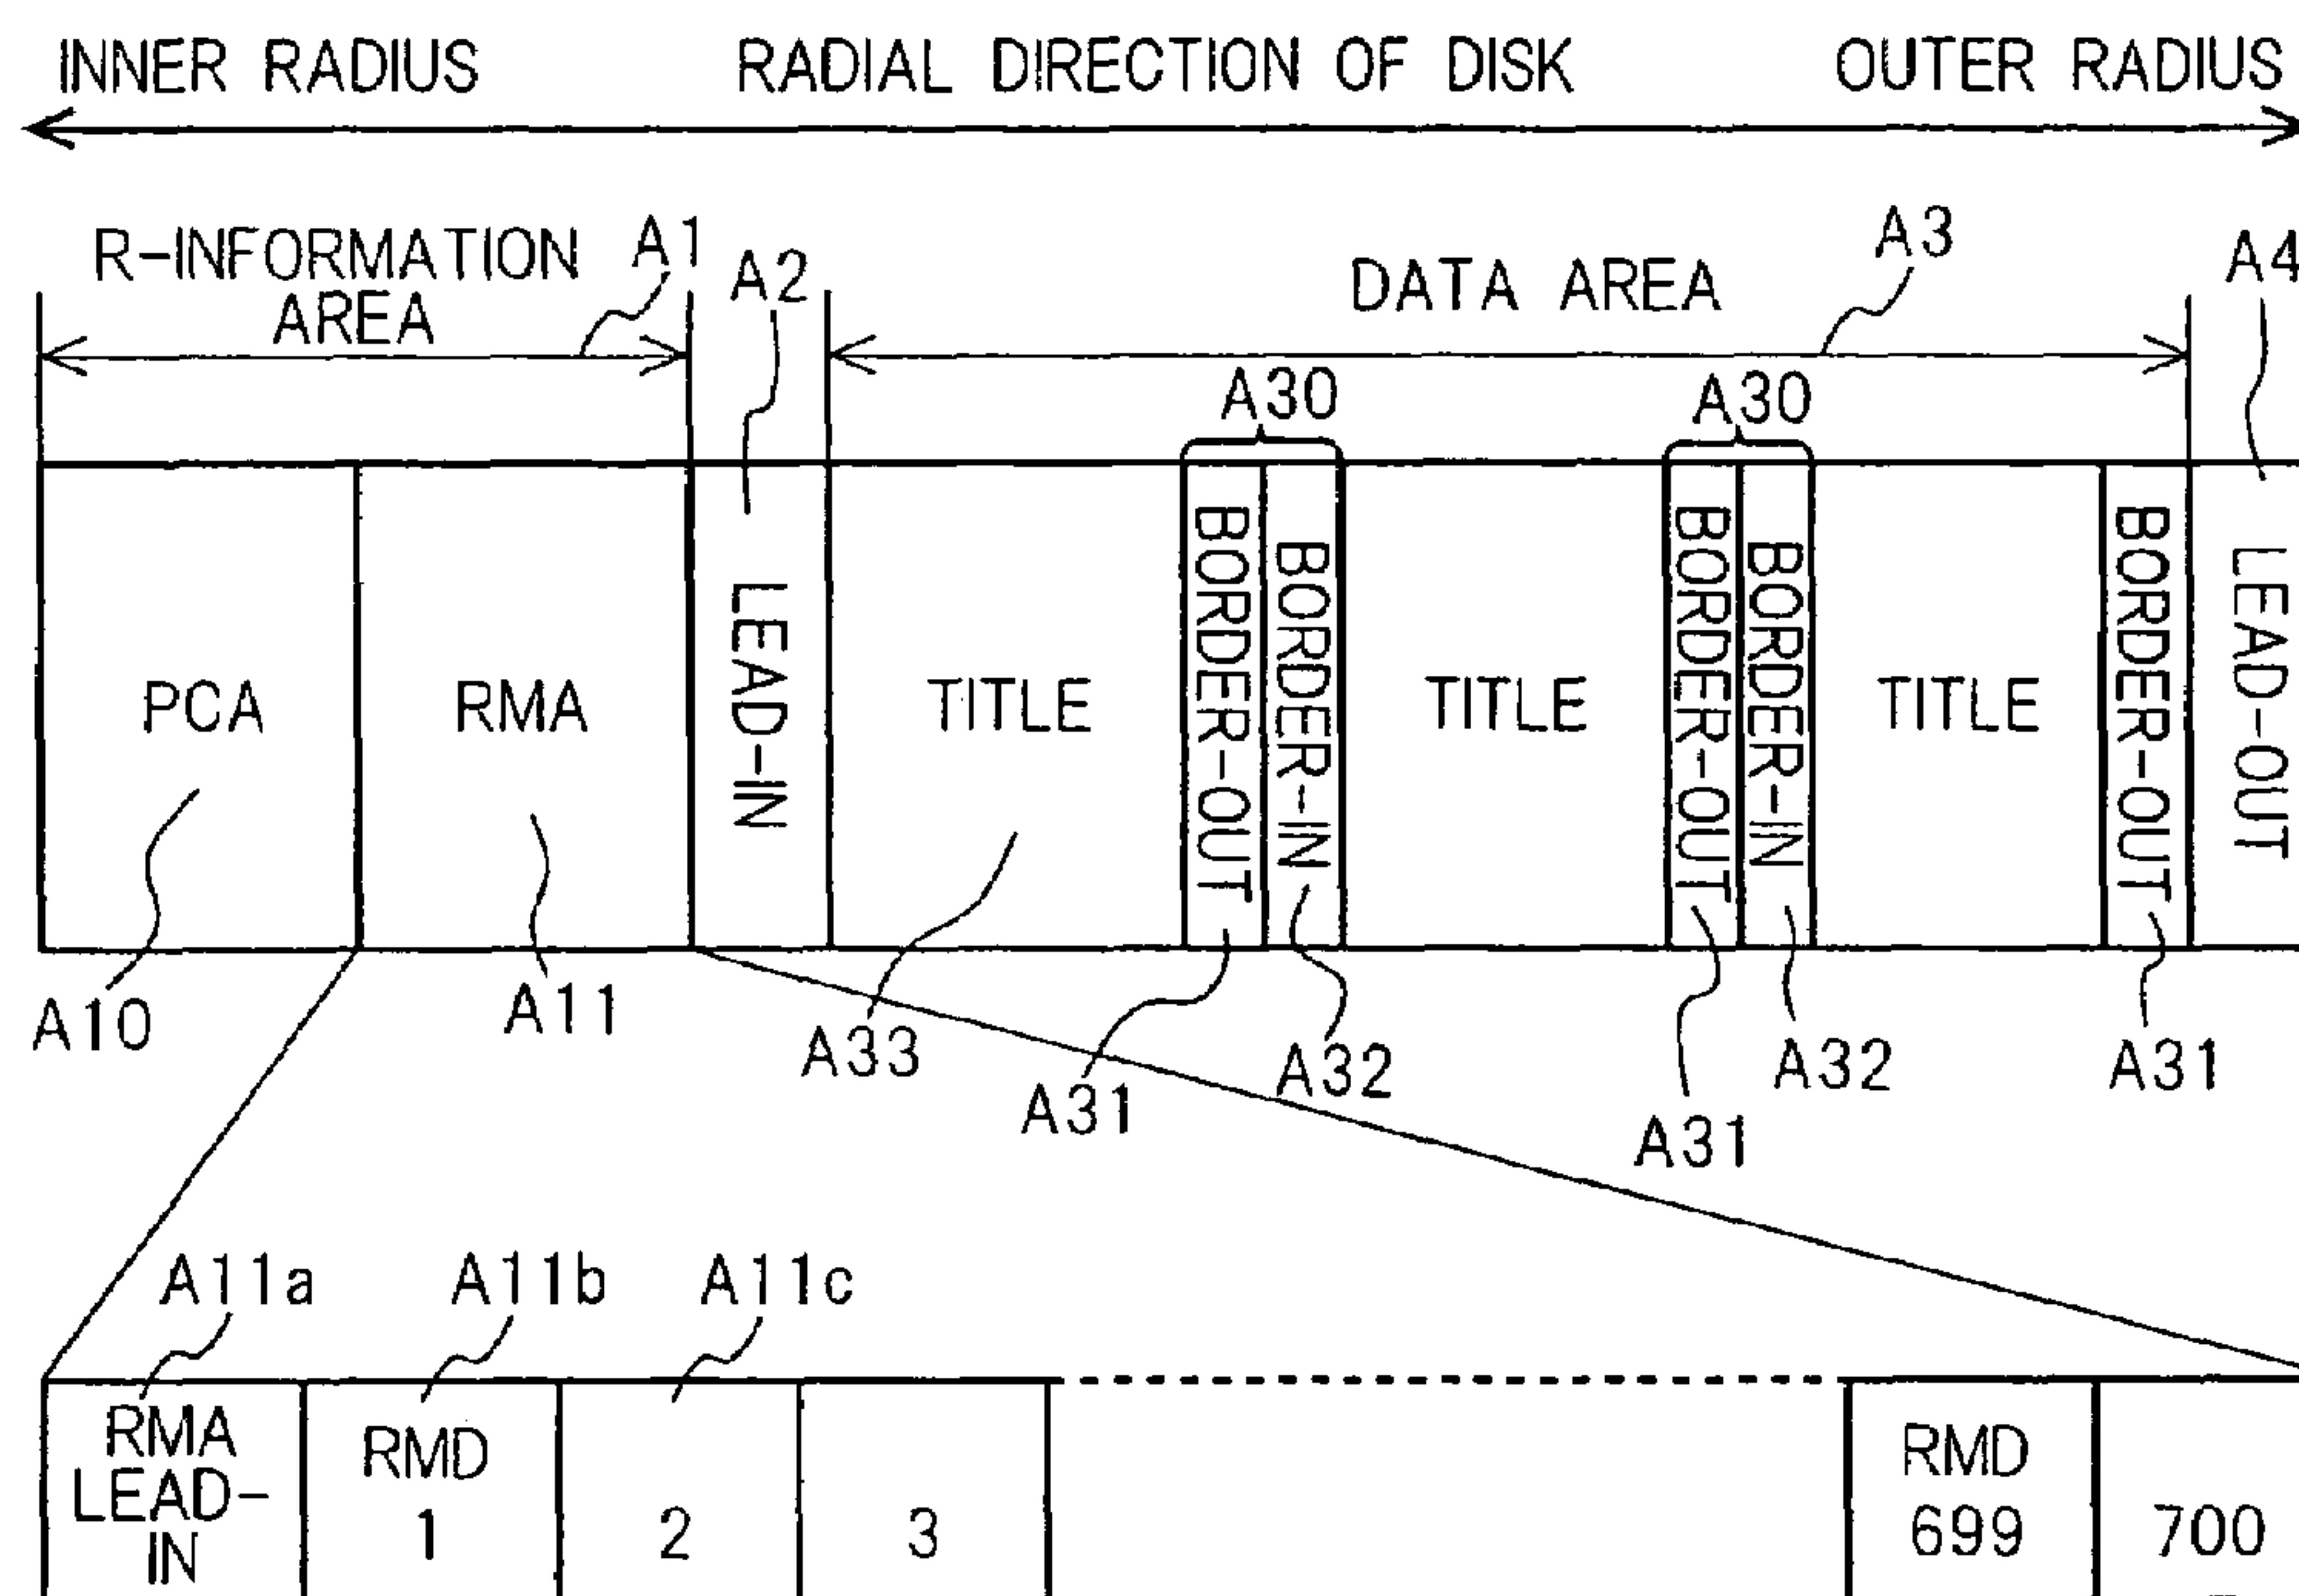 INNER RADIUS RADIAL DIRECTION OF DISK OUTER RADIUS
R-INFORMATION AREA A1 A2 DATA AREA A3 A4
A30 A30
PCA RMA LEAD-IN TITLE BORDER-OUT BORDER-IN TITLE BORDER-OUT BORDER-IN TITLE BORDER-OUT LEAD-OUT
A10 A11 A33 A31 A32 A31 A32 A31
A11a A11b A11c
RMA LEAD-IN RMD 1 2 3 RMD 699 700